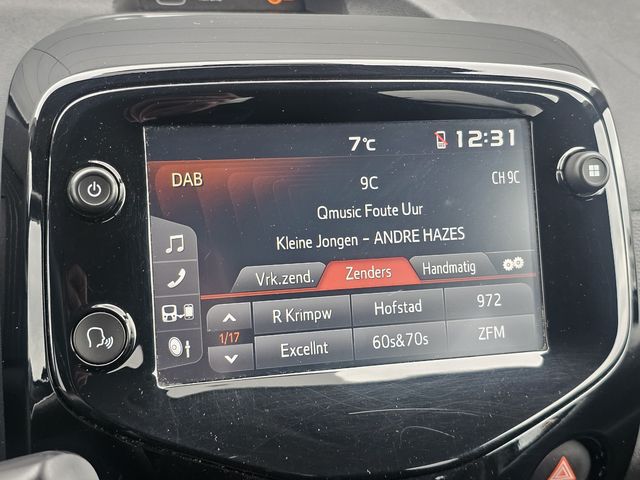 7°C
12:31
DAB
9C
CH 9C
Qmusic Foute Uur
Kleine Jongen – ANDRE HAZES
Vrk.zend.
Zenders
Handmatig
R Krimpw
Hofstad
972
1/17
Excellnt
60s&70s
ZFM